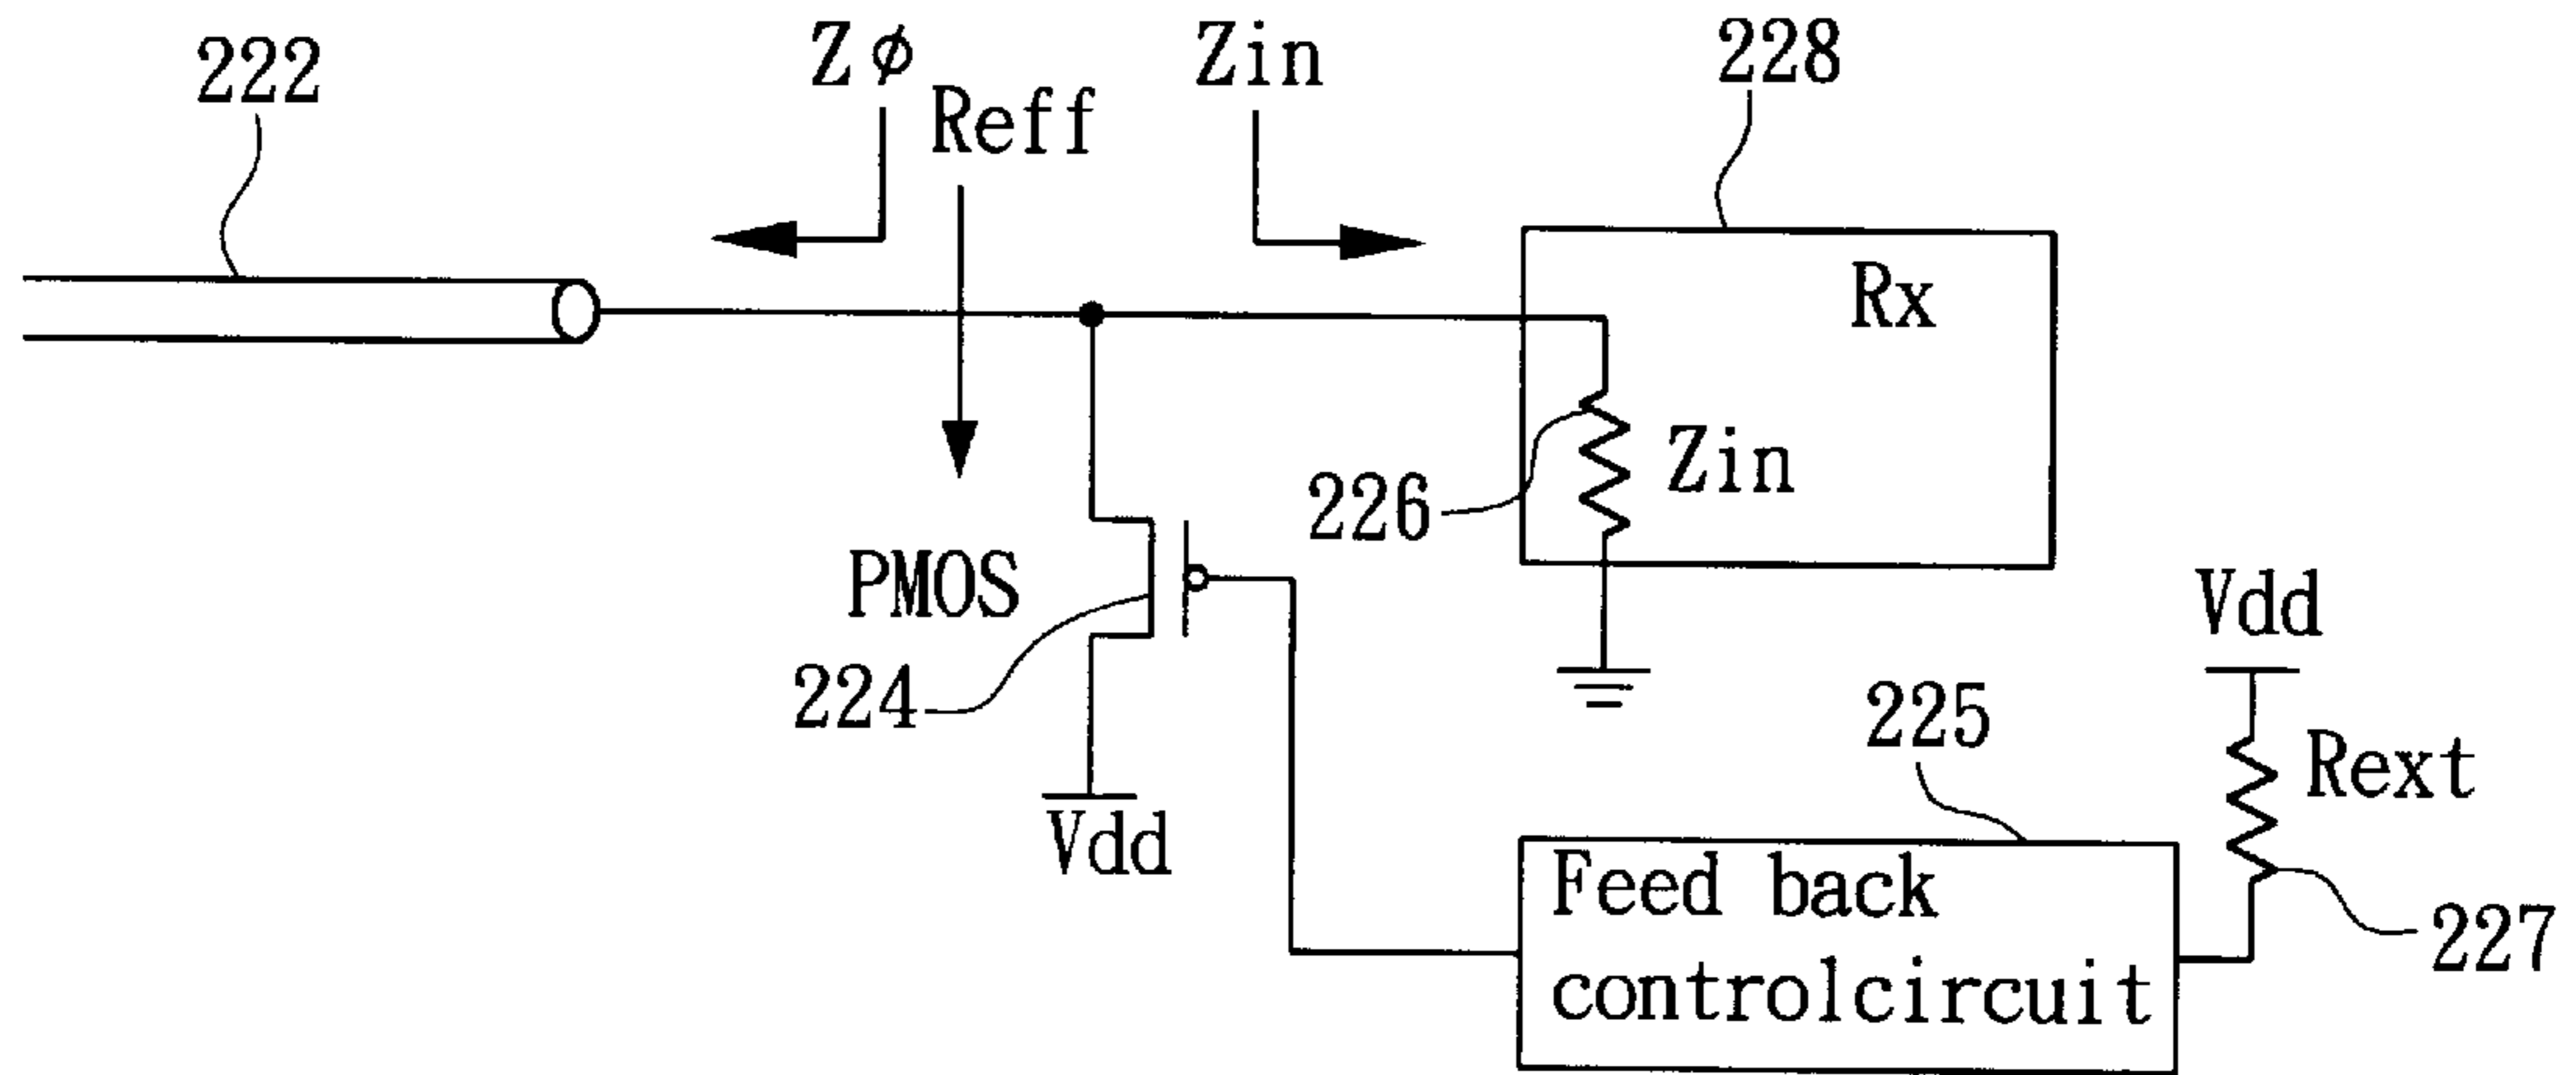 222
Zϕ
Reff
Zin
228
Rx
226
Zin
PMOS
224
Vdd
Vdd
225
Rext
Feed back
controlcircuit
227